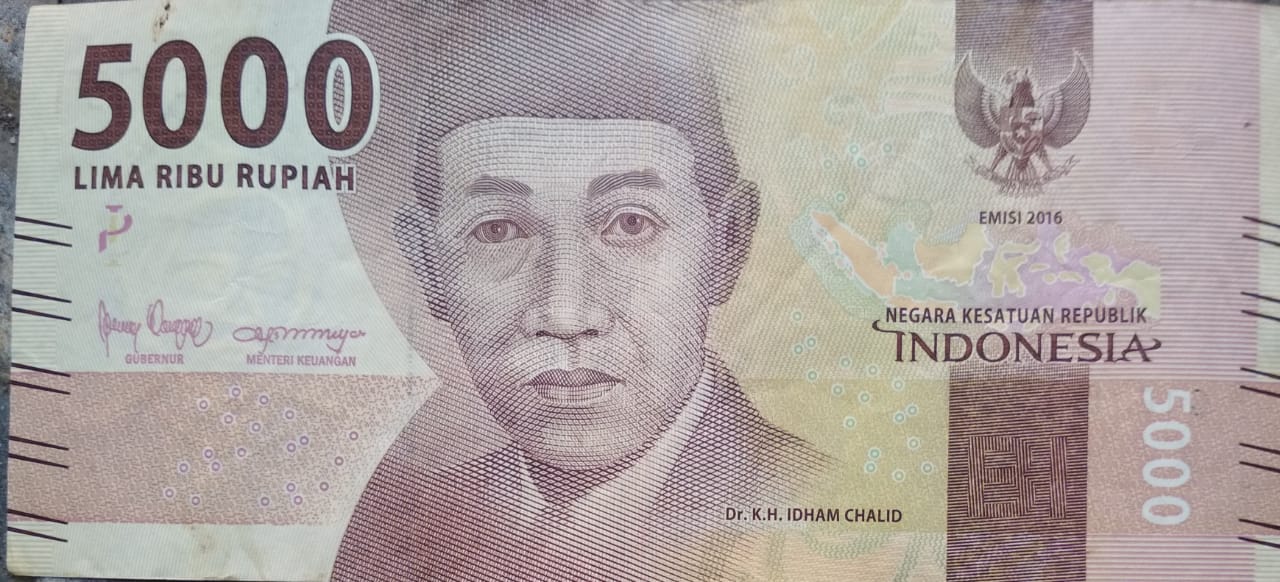 5000
LIMA RIBU RUPIAH
GUBERNUR
MENTERI KEUANGAN
Dr. K.H. IDHAM CHALID
EMISI 2016
NEGARA KESATUAN REPUBLIK
INDONESIA
5000